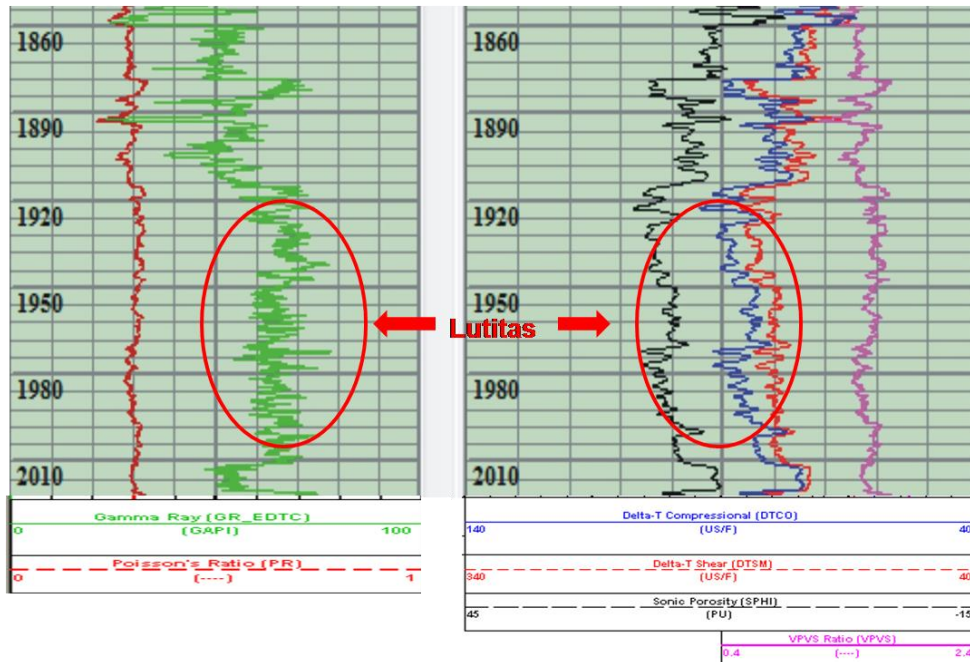 1860
1890
1920
1950
1980
2010
1860
1890
1920
1950
1980
2010
Lutitas
Gamma Ray (GR_EDTC)
0 (GAPI) 100
Poisson's Ratio (PR)
0 (----) 1
Delta-T Compressional (DTCO)
140 (US/F) 40
Delta-T Shear (DTSM)
340 (US/F) 40
Sonic Porosity (SPHI)
45 (PU) -15
VPVS Ratio (VPVS)
0.4 (----) 2.4